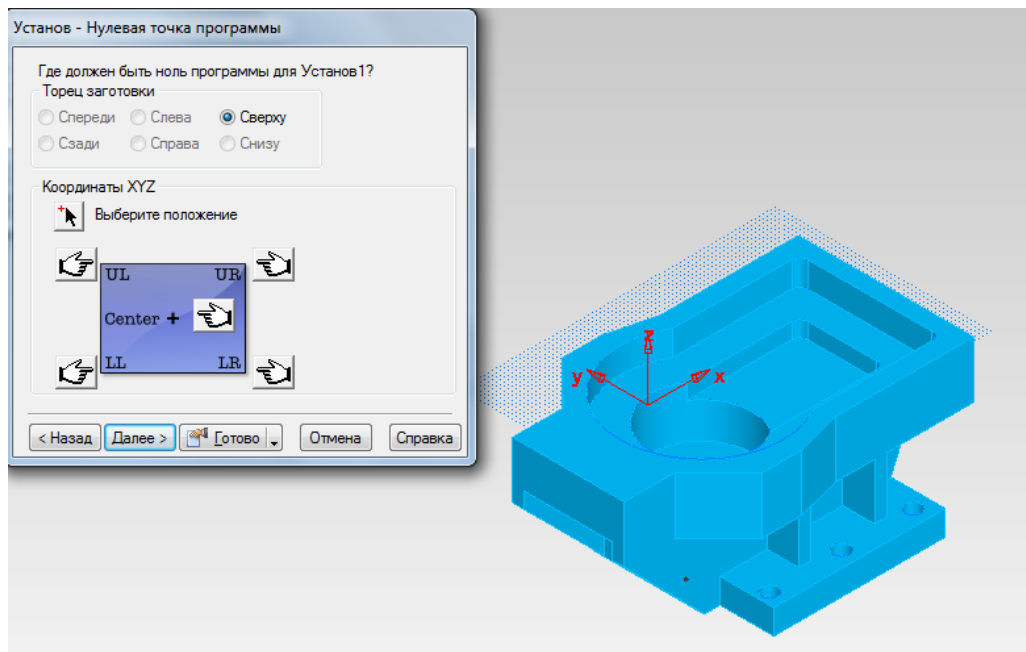 Установ - Нулевая точка программы
Где должен быть ноль программы для Установ1?
Торец заготовки
Спереди Слева Сверху
Сзади Справа Снизу
Координаты XYZ
Выберите положение
UL UR
Center +
LL LR
< Назад Далее > Готово Отмена Справка
z
y x